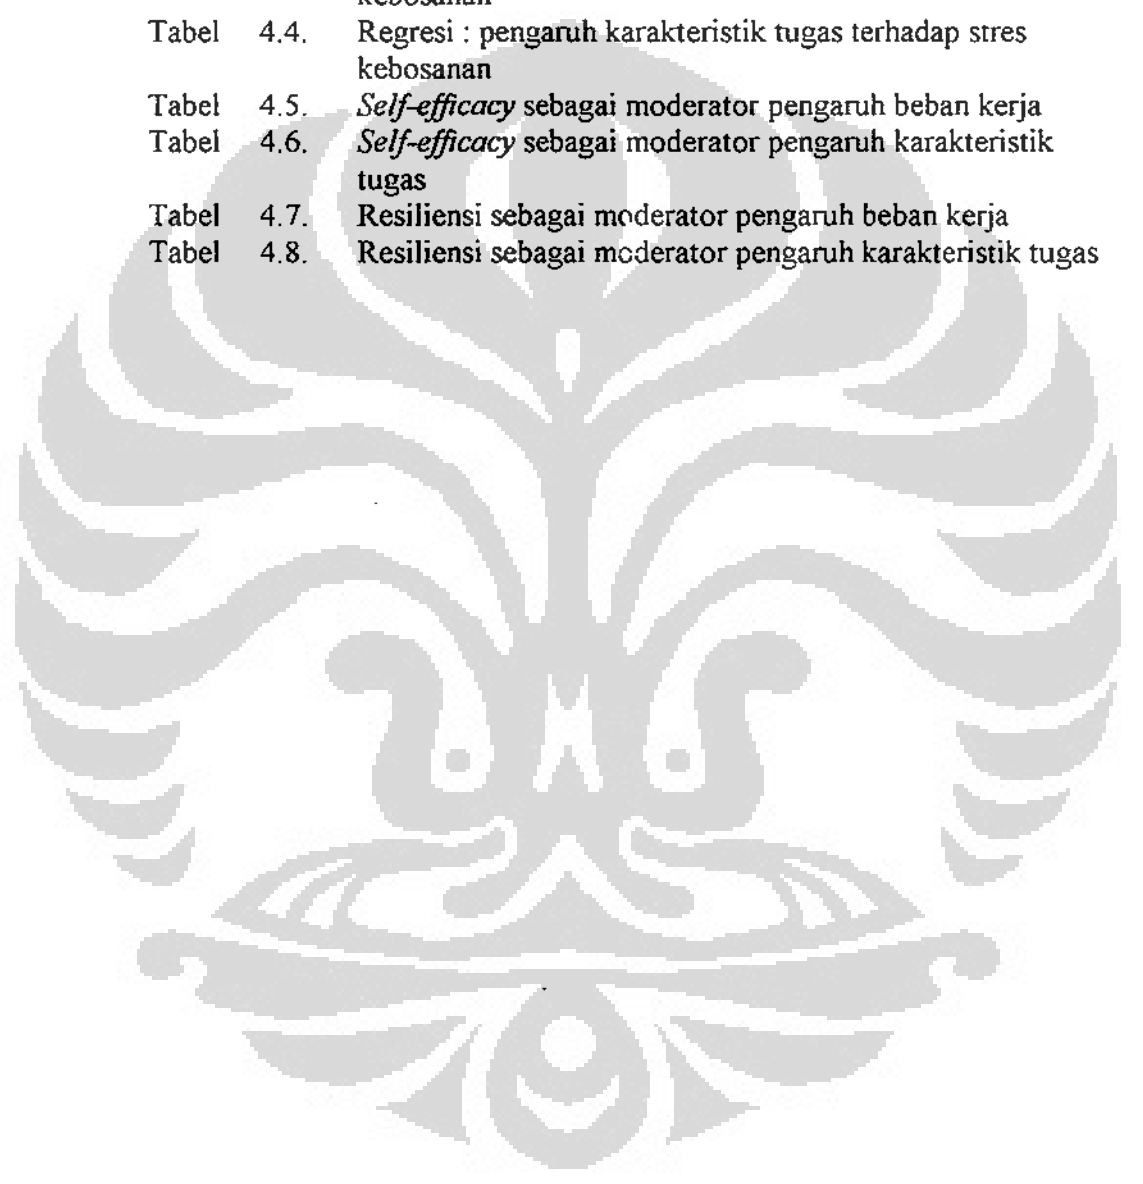 kebosanan
Tabel 4.4. Regresi : pengaruh karakteristik tugas terhadap stres
kebosanan
Tabel 4.5. Self-efficacy sebagai moderator pengaruh beban kerja
Tabel 4.6. Self-efficacy sebagai moderator pengaruh karakteristik
tugas
Tabel 4.7. Resiliensi sebagai moderator pengaruh beban kerja
Tabel 4.8. Resiliensi sebagai moderator pengaruh karakteristik tugas